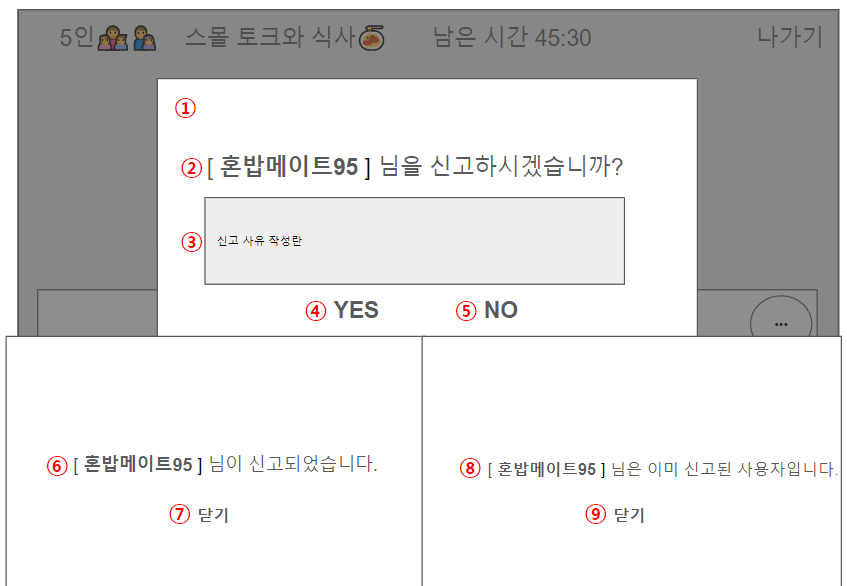 5인👩‍👧👩‍👦 스몰 토크와 식사🍝 남은 시간 45:30 나가기
①
② [ 혼밥메이트95 ] 님을 신고하시겠습니까?
③ 신고 사유 작성란
④ YES ⑤ NO
...
⑥ [ 혼밥메이트95 ] 님이 신고되었습니다.
⑦ 닫기
⑧ [ 혼밥메이트95 ] 님은 이미 신고된 사용자입니다.
⑨ 닫기